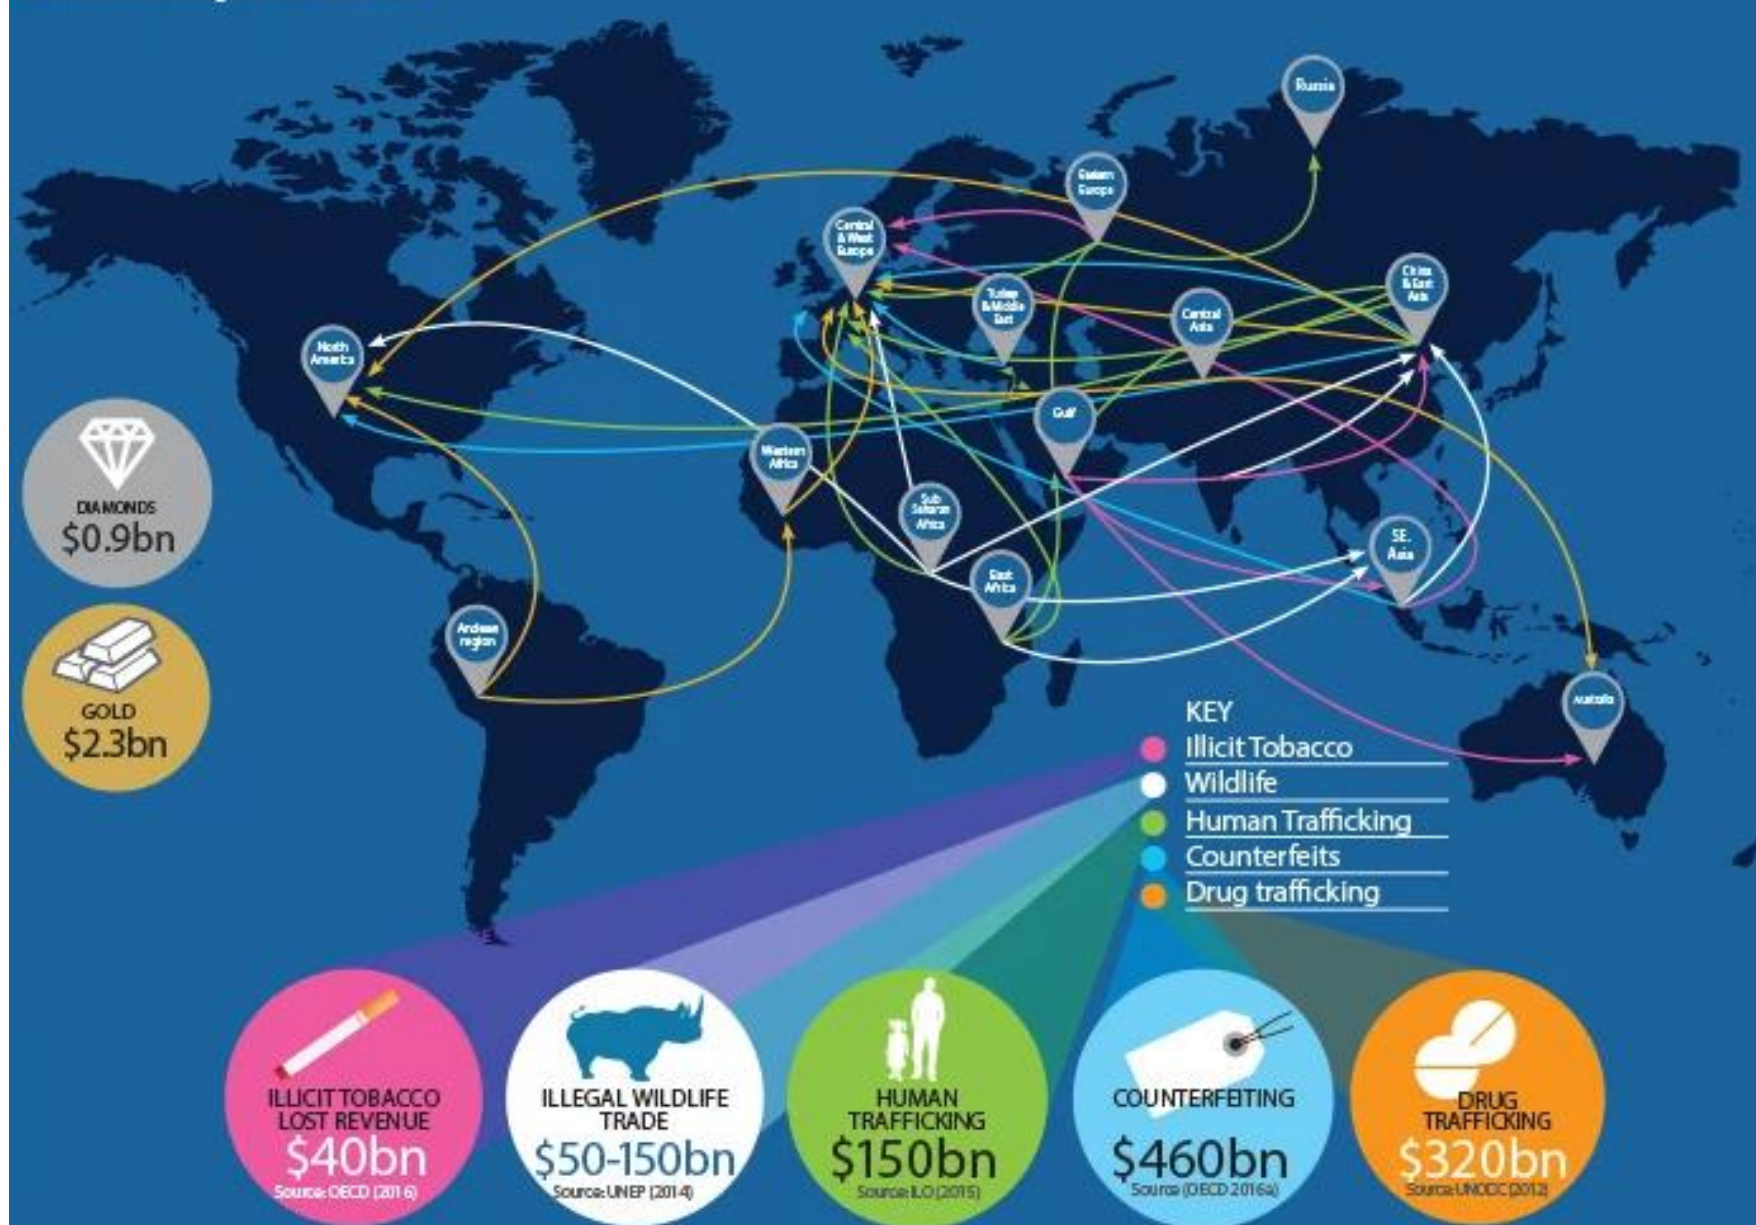 Russia
Eastern
Europe
Central
& West
Europe
China
& East
Asia
Turkey
& Middle
East
Central
Asia
North
America
Gulf
Western
Africa
Sub
Saharan
Africa
SE.
Asia
East
Africa
Andean
region
Australia
DIAMONDS
$0.9bn
GOLD
$2.3bn
KEY
Illicit Tobacco
Wildlife
Human Trafficking
Counterfeits
Drug trafficking
ILLICIT TOBACCO
LOST REVENUE
$40bn
Source: OECD (2016)
ILLEGAL WILDLIFE
TRADE
$50-150bn
Source: UNEP (2014)
HUMAN
TRAFFICKING
$150bn
Source: ILO (2015)
COUNTERFEITING
$460bn
Source (OECD 2016a)
DRUG
TRAFFICKING
$320bn
Source: UNODC (2012)